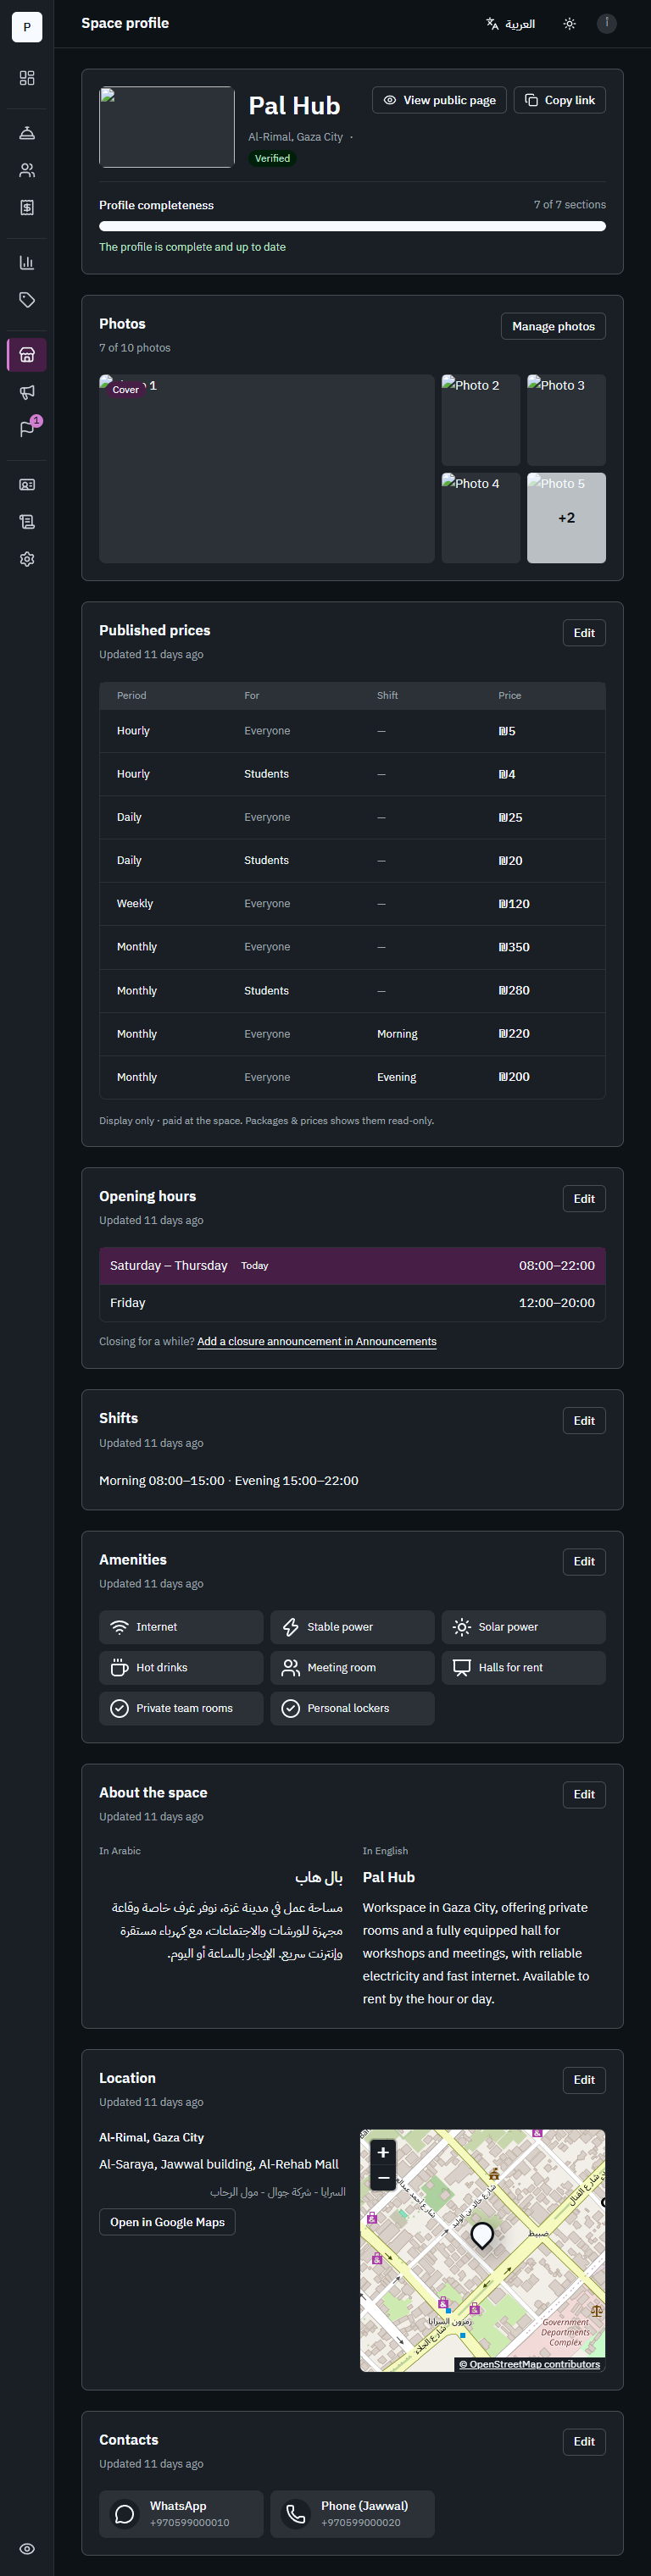 P
Space profile
العربية
Pal Hub
View public page
Copy link
Al-Rimal, Gaza City ·
Verified
Profile completeness
7 of 7 sections
The profile is complete and up to date
Photos
Manage photos
7 of 10 photos
Cover
1
Photo 2
Photo 3
Photo 4
Photo 5
+2
1
Published prices
Edit
Updated 11 days ago
Period For Shift Price
Hourly Everyone — ₪5
Hourly Students — ₪4
Daily Everyone — ₪25
Daily Students — ₪20
Weekly Everyone — ₪120
Monthly Everyone — ₪350
Monthly Students — ₪280
Monthly Everyone Morning ₪220
Monthly Everyone Evening ₪200
Display only · paid at the space. Packages & prices shows them read-only.
Opening hours
Edit
Updated 11 days ago
Saturday – Thursday Today 08:00–22:00
Friday 12:00–20:00
Closing for a while? Add a closure announcement in Announcements
Shifts
Edit
Updated 11 days ago
Morning 08:00–15:00 · Evening 15:00–22:00
Amenities
Edit
Updated 11 days ago
Internet
Stable power
Solar power
Hot drinks
Meeting room
Halls for rent
Private team rooms
Personal lockers
About the space
Edit
Updated 11 days ago
In Arabic
بال هاب
مساحة عمل في مدينة غزة، نوفر غرف خاصة وقاعة
مجهزة للورشات والاجتماعات، مع كهرباء مستقرة
وإنترنت سريع. الإيجار بالساعة أو اليوم.
In English
Pal Hub
Workspace in Gaza City, offering private
rooms and a fully equipped hall for
workshops and meetings, with reliable
electricity and fast internet. Available to
rent by the hour or day.
Location
Edit
Updated 11 days ago
Al-Rimal, Gaza City
Al-Saraya, Jawwal building, Al-Rehab Mall
السرايا - شركة جوال - مول الرحاب
Open in Google Maps
+
−
شارع خالد بن الوليد
ضبيط
رمزون السرايا
شارع الجلاء
Government
Departments
Complex
© OpenStreetMap contributors
Contacts
Edit
Updated 11 days ago
WhatsApp
+970599000010
Phone (Jawwal)
+970599000020